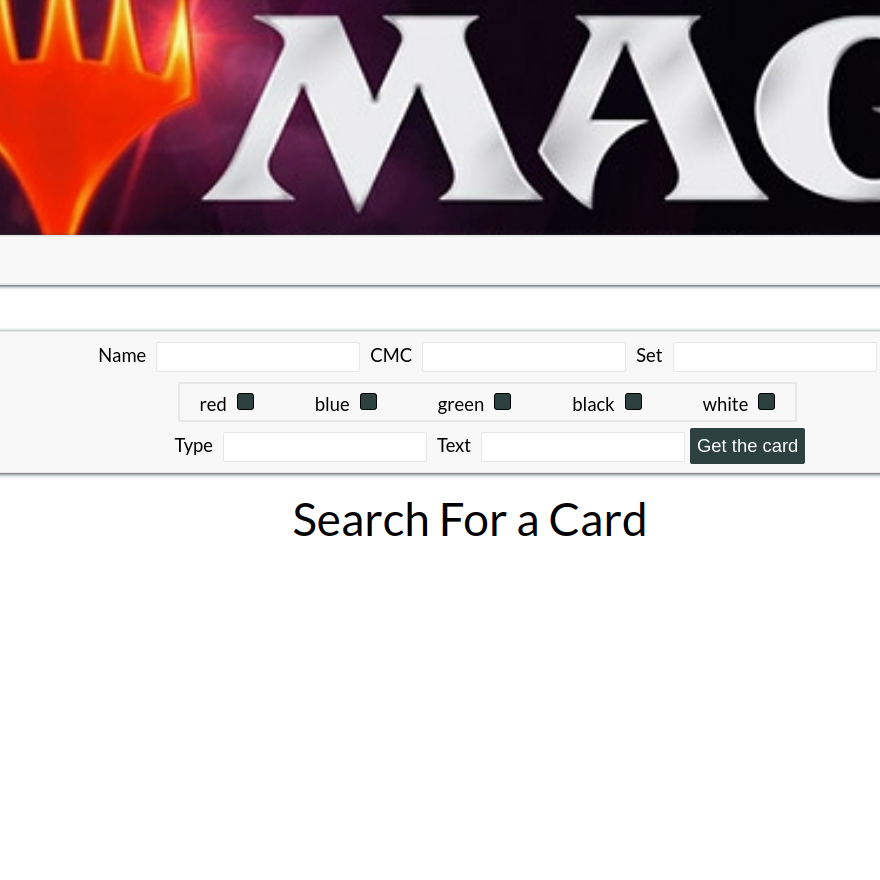 MAG
Name CMC Set
red blue green black white
Type Text Get the card
Search For a Card